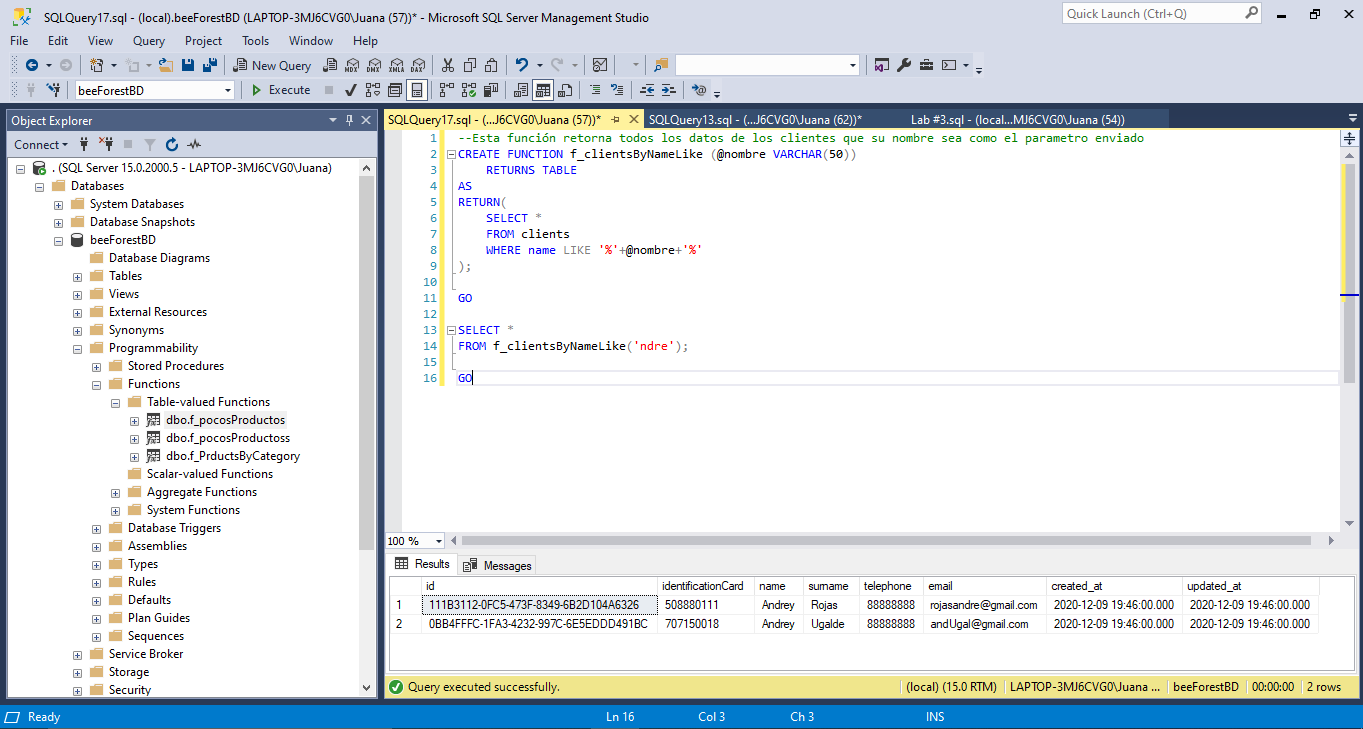 SQLQuery17.sql - (local).beeForestBD (LAPTOP-3MJ6CVG0\Juana (57))* - Microsoft SQL Server Management Studio
Quick Launch (Ctrl+Q)
File Edit View Query Project Tools Window Help
New Query MDX DMX XMLA DAX
beeForestBD Execute
Object Explorer
Connect
. (SQL Server 15.0.2000.5 - LAPTOP-3MJ6CVG0\Juana)
Databases
System Databases
Database Snapshots
beeForestBD
Database Diagrams
Tables
Views
External Resources
Synonyms
Programmability
Stored Procedures
Functions
Table-valued Functions
dbo.f_pocosProductos
dbo.f_pocosProductoss
dbo.f_PrductsByCategory
Scalar-valued Functions
Aggregate Functions
System Functions
Database Triggers
Assemblies
Types
Rules
Defaults
Plan Guides
Sequences
Service Broker
Storage
Security
SQLQuery17.sql - (...J6CVG0\Juana (57))* SQLQuery13.sql - (...J6CVG0\Juana (62))* Lab #3.sql - (local....MJ6CVG0\Juana (54))
1 --Esta función retorna todos los datos de los clientes que su nombre sea como el parametro enviado
2 CREATE FUNCTION f_clientsByNameLike (@nombre VARCHAR(50))
3 RETURNS TABLE
4 AS
5 RETURN(
6 SELECT *
7 FROM clients
8 WHERE name LIKE '%'+@nombre+'%'
9 );
10
11 GO
12
13 SELECT *
14 FROM f_clientsByNameLike('ndre');
15
16 GO
100 %
Results Messages
id identificationCard name surname telephone email created_at updated_at
1 111B3112-0FC5-473F-8349-6B2D104A6326 508880111 Andrey Rojas 88888888 rojasandre@gmail.com 2020-12-09 19:46:00.000 2020-12-09 19:46:00.000
2 0BB4FFFC-1FA3-4232-997C-6E5EDDD491BC 707150018 Andrey Ugalde 88888888 andUgal@gmail.com 2020-12-09 19:46:00.000 2020-12-09 19:46:00.000
Query executed successfully. (local) (15.0 RTM) LAPTOP-3MJ6CVG0\Juana ... beeForestBD 00:00:00 2 rows
Ready Ln 16 Col 3 Ch 3 INS